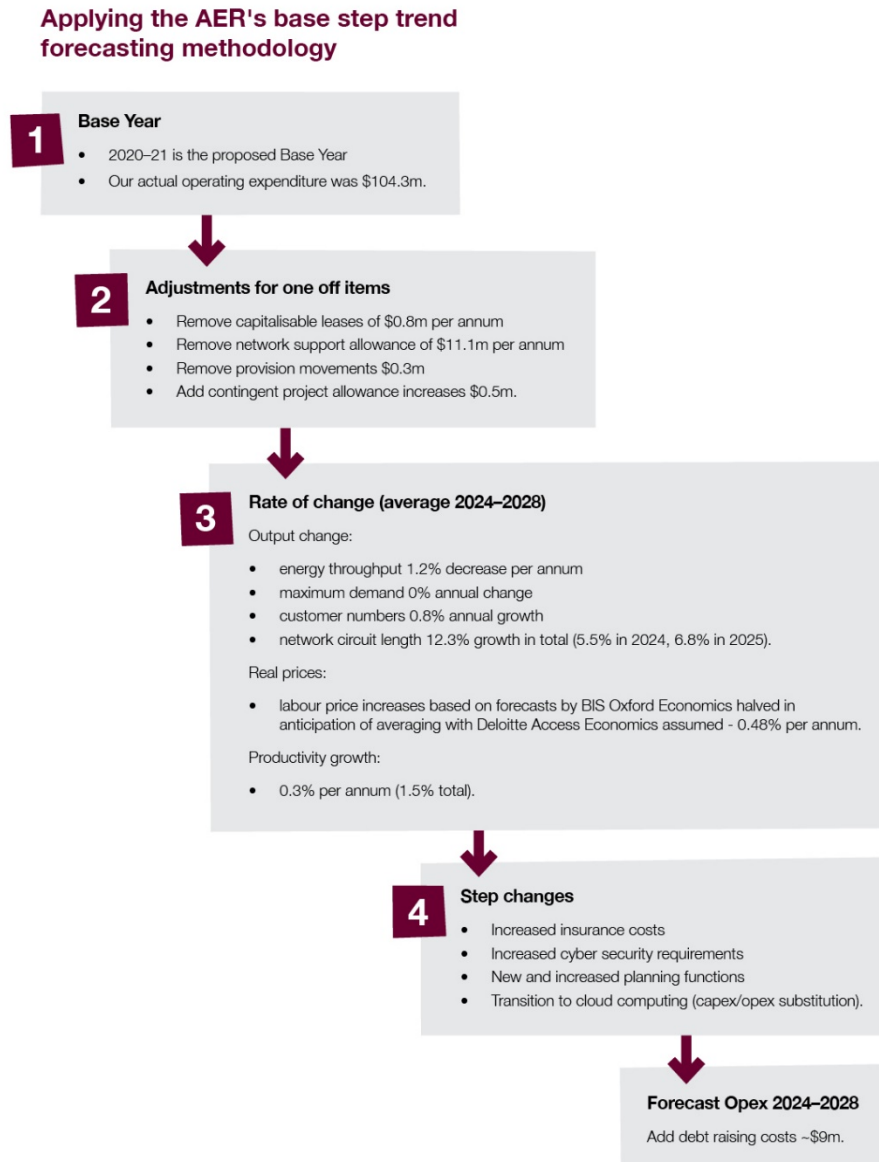 Applying the AER's base step trend
forecasting methodology
1
Base Year
• 2020–21 is the proposed Base Year
• Our actual operating expenditure was $104.3m.
2
Adjustments for one off items
• Remove capitalisable leases of $0.8m per annum
• Remove network support allowance of $11.1m per annum
• Remove provision movements $0.3m
• Add contingent project allowance increases $0.5m.
3
Rate of change (average 2024–2028)
Output change:
• energy throughput 1.2% decrease per annum
• maximum demand 0% annual change
• customer numbers 0.8% annual growth
• network circuit length 12.3% growth in total (5.5% in 2024, 6.8% in 2025).
Real prices:
• labour price increases based on forecasts by BIS Oxford Economics halved in
anticipation of averaging with Deloitte Access Economics assumed - 0.48% per annum.
Productivity growth:
• 0.3% per annum (1.5% total).
4
Step changes
• Increased insurance costs
• Increased cyber security requirements
• New and increased planning functions
• Transition to cloud computing (capex/opex substitution).
Forecast Opex 2024–2028
Add debt raising costs ~$9m.